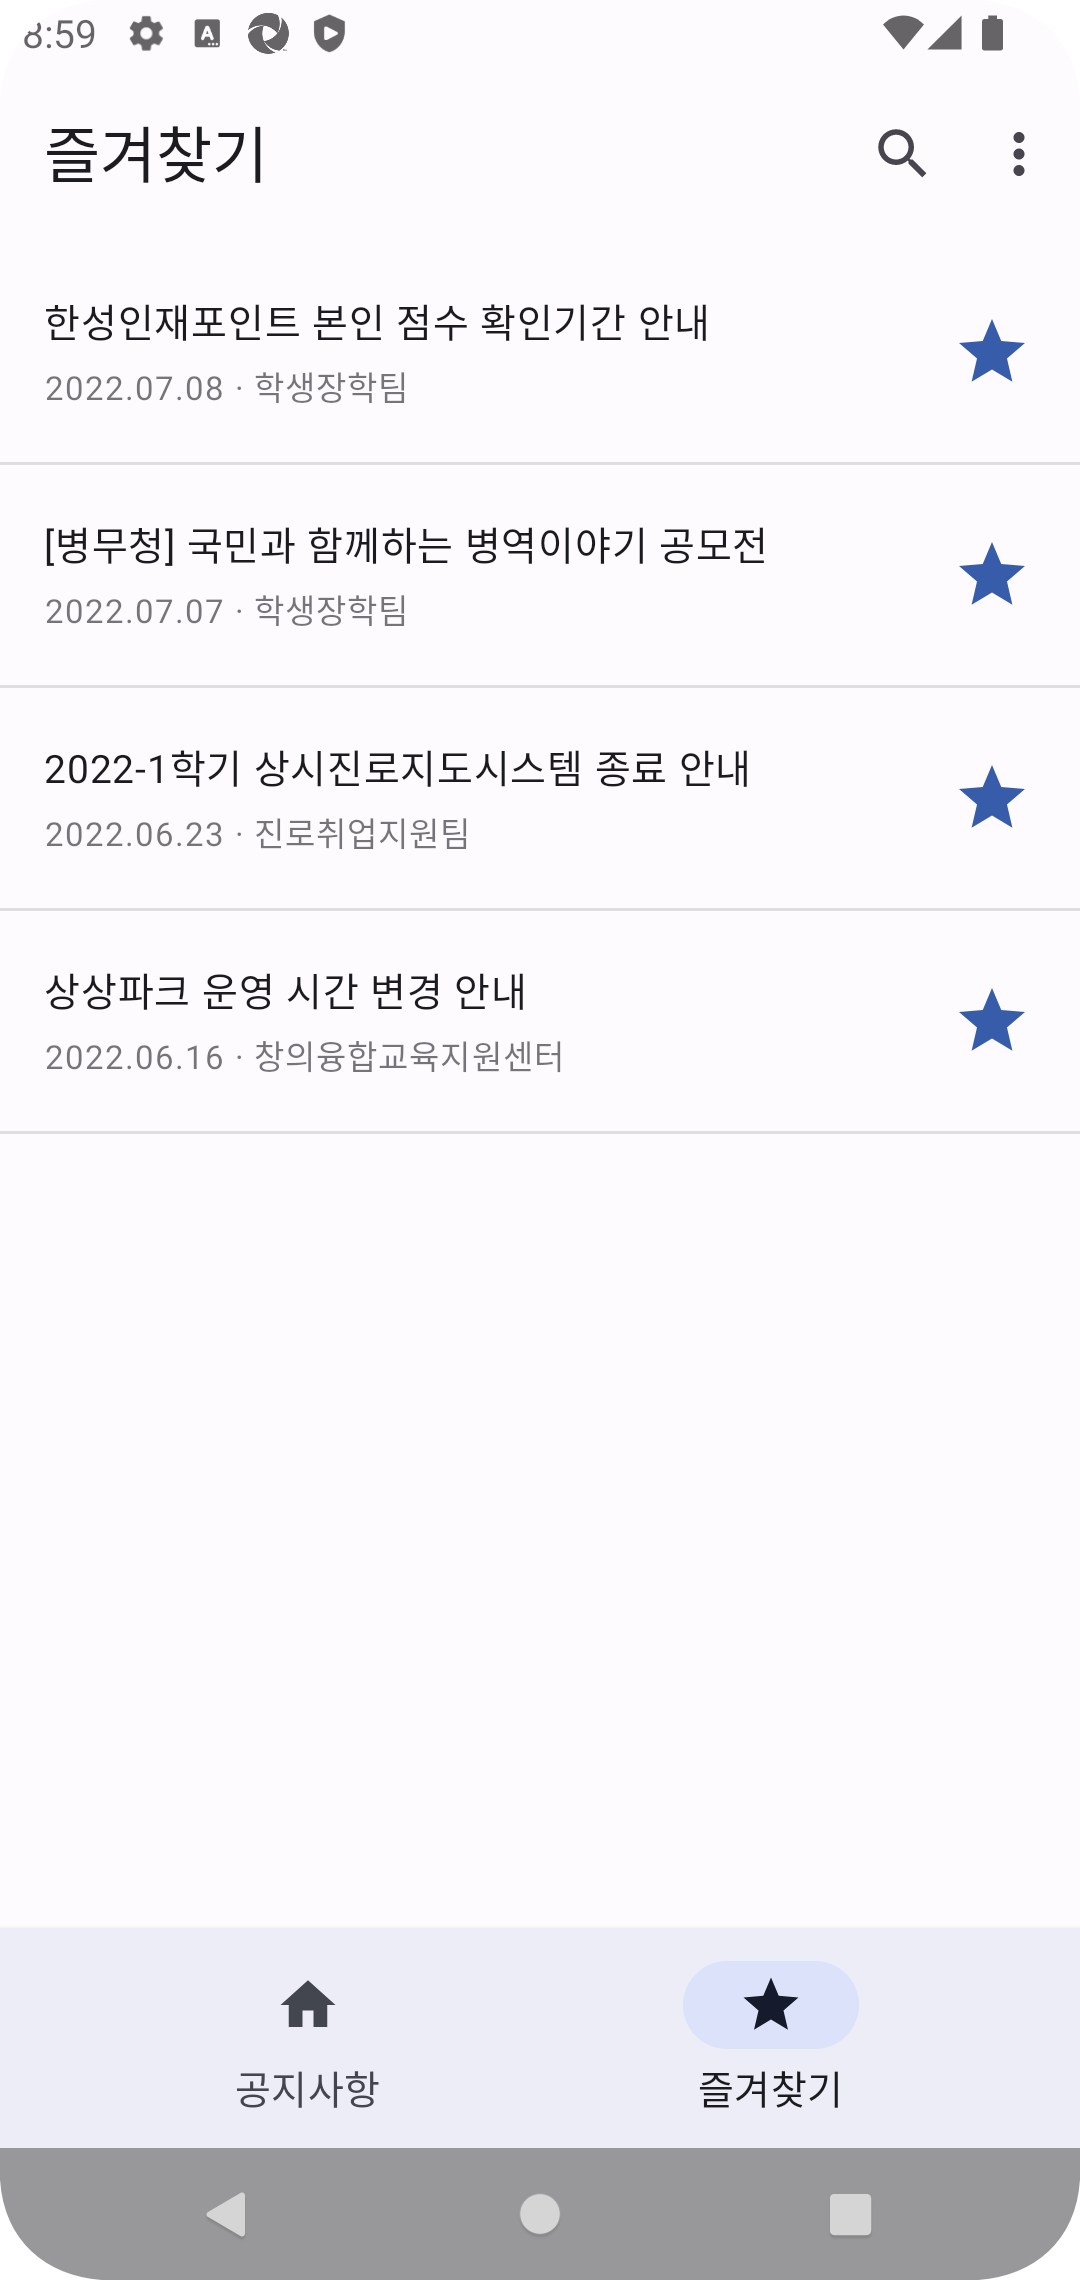 8:59
즐겨찾기
한성인재포인트 본인 점수 확인기간 안내
2022.07.08 · 학생장학팀
[병무청] 국민과 함께하는 병역이야기 공모전
2022.07.07 · 학생장학팀
2022-1학기 상시진로지도시스템 종료 안내
2022.06.23 · 진로취업지원팀
상상파크 운영 시간 변경 안내
2022.06.16 · 창의융합교육지원센터
공지사항
즐겨찾기